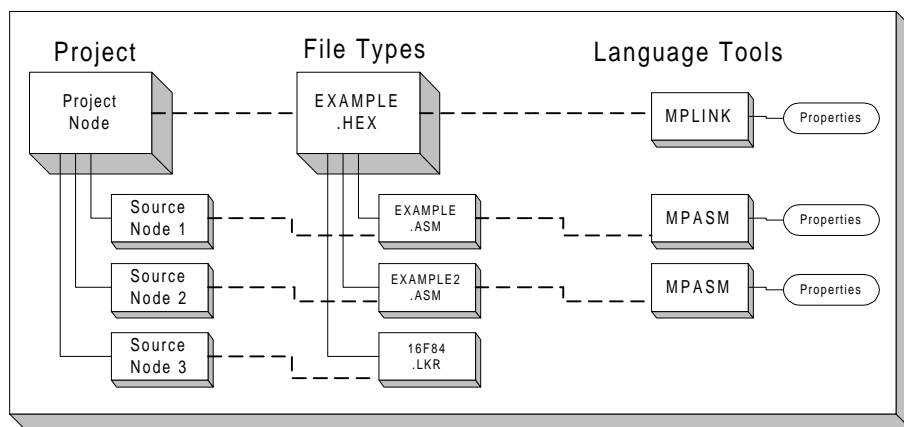 Project
File Types
Language Tools
Project
Node
EXAMPLE
.HEX
MPLINK
Properties
Source
Node 1
EXAMPLE
.ASM
MPASM
Properties
Source
Node 2
EXAMPLE2
.ASM
MPASM
Properties
Source
Node 3
16F84
.LKR